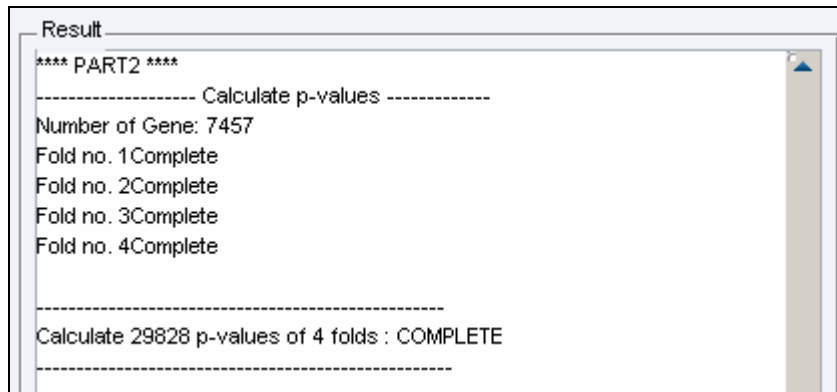 Result
**** PART2 ****
-------------------- Calculate p-values -------------
Number of Gene: 7457
Fold no. 1Complete
Fold no. 2Complete
Fold no. 3Complete
Fold no. 4Complete
---------------------------------------------------
Calculate 29828 p-values of 4 folds : COMPLETE
----------------------------------------------------